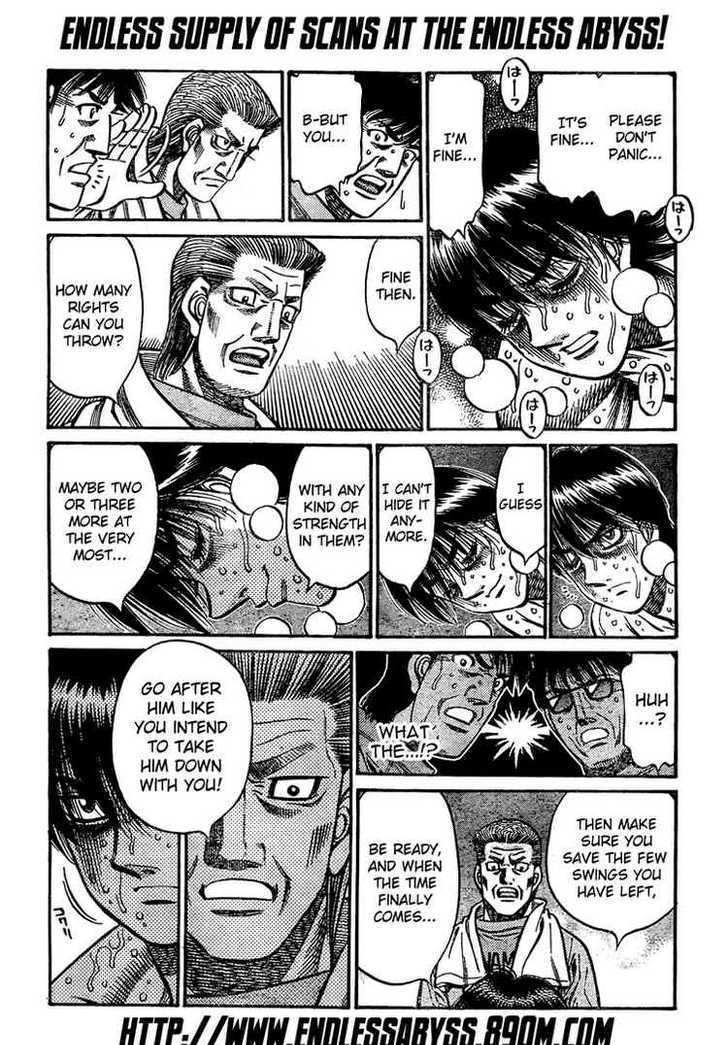 ENDLESS SUPPLY OF SCANS AT THE ENDLESS ABYSS!
はーっ
PLEASE
DON'T
PANIC...
IT'S
FINE...
I'M
FINE...
はーっ
はーっ
はーっ
はーっ
B-BUT
YOU...
FINE
THEN.
HOW MANY
RIGHTS
CAN YOU
THROW?
I
GUESS
I CAN'T
HIDE IT
ANY-
MORE.
WITH ANY
KIND OF
STRENGTH
IN THEM?
MAYBE TWO
OR THREE
MORE AT
THE VERY
MOST...
HUH
...?
WHAT
THE...!?
THEN MAKE
SURE YOU
SAVE THE FEW
SWINGS YOU
HAVE LEFT,
BE READY,
AND WHEN
THE TIME
FINALLY
COMES...
GO AFTER
HIM LIKE
YOU INTEND
TO TAKE
HIM DOWN
WITH YOU!
HTTP://WWW.ENDLESSABYSS.890M.COM